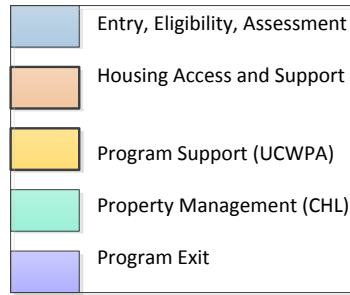 Entry, Eligibility, Assessment
Housing Access and Support
Program Support (UCWPA)
Property Management (CHL)
Program Exit